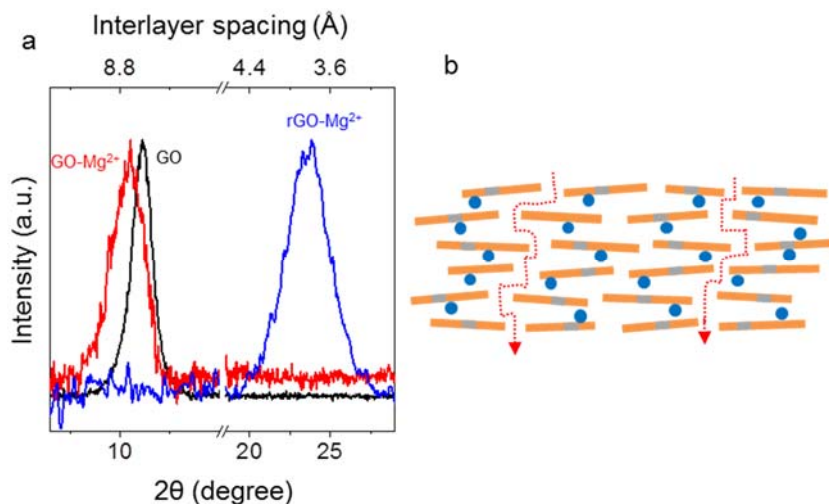 a
Interlayer spacing (Å)
8.8 4.4 3.6
GO-Mg²⁺
GO
rGO-Mg²⁺
Intensity (a.u.)
10 20 25
2θ (degree)
b